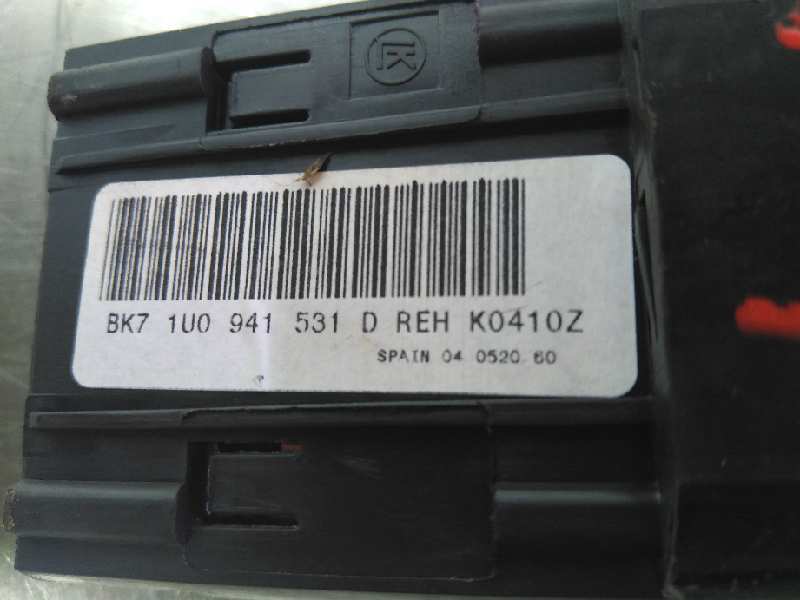 BK7 1U0 941 531 D REH K0410Z
SPAIN 04 0520 60